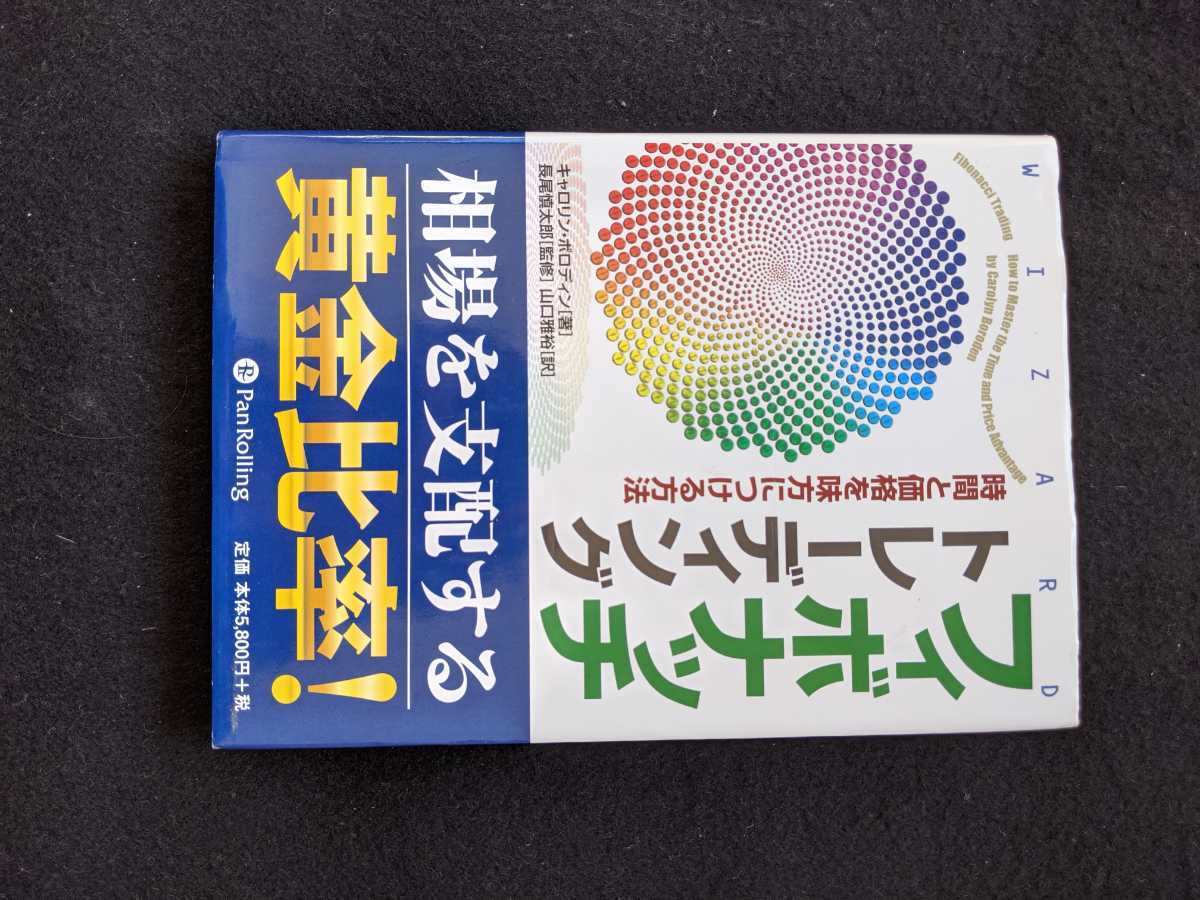 WIZARD
Fibonacci Trading
How to Master the Time and Price Advantage
by Carolyn Boroden
フィボナッチ
トレーディング
時間と価格を味方につける方法
キャロリン・ボロディン[著]
長尾慎太郎[監修] 山口雅裕[訳]
相場を支配する
黄金比率!
PanRolling
定価 本体5,800円+税